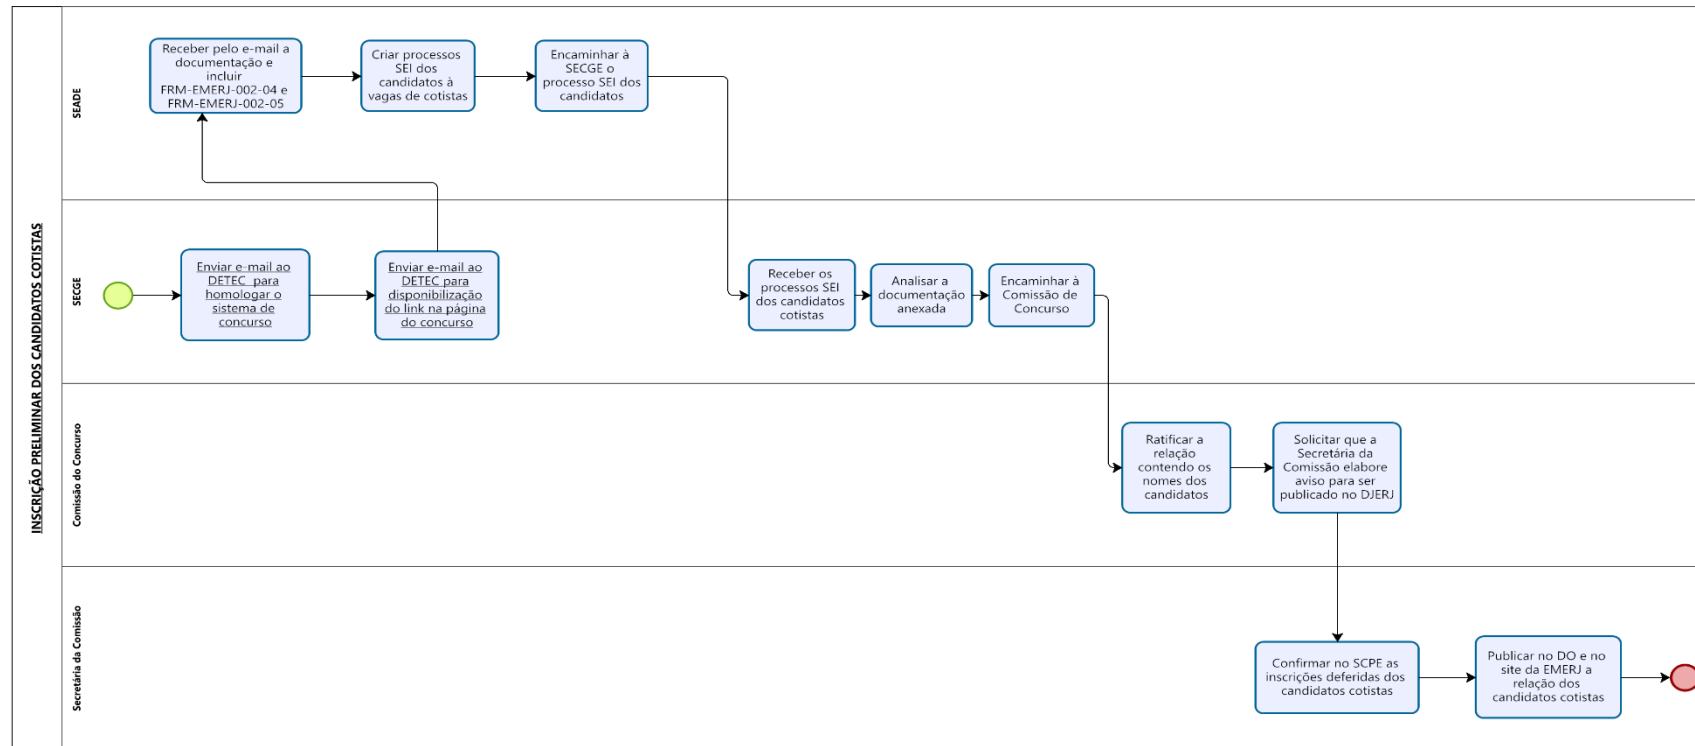 INSCRIÇÃO PRELIMINAR DOS CANDIDATOS COTISTAS
SEADE
Receber pelo e-mail a
documentação e
incluir
FRM-EMERJ-002-04 e
FRM-EMERJ-002-05
Criar processos
SEI dos
candidatos à
vagas de cotistas
Encaminhar à
SECGE o
processo SEI dos
candidatos
SECGE
Enviar e-mail ao
DETEC para
homologar o
sistema de
concurso
Enviar e-mail ao
DETEC para
disponibilização
do link na página
do concurso
Receber os
processos SEI
dos candidatos
cotistas
Analisar a
documentação
anexada
Encaminhar à
Comissão de
Concurso
Comissão do Concurso
Ratificar a
relação
contendo os
nomes dos
candidatos
Solicitar que a
Secretária da
Comissão elabore
aviso para ser
publicado no DJERJ
Secretária da Comissão
Confirmar no SCPE as
inscrições deferidas dos
candidatos cotistas
Publicar no DO e no
site da EMERJ a
relação dos
candidatos cotistas